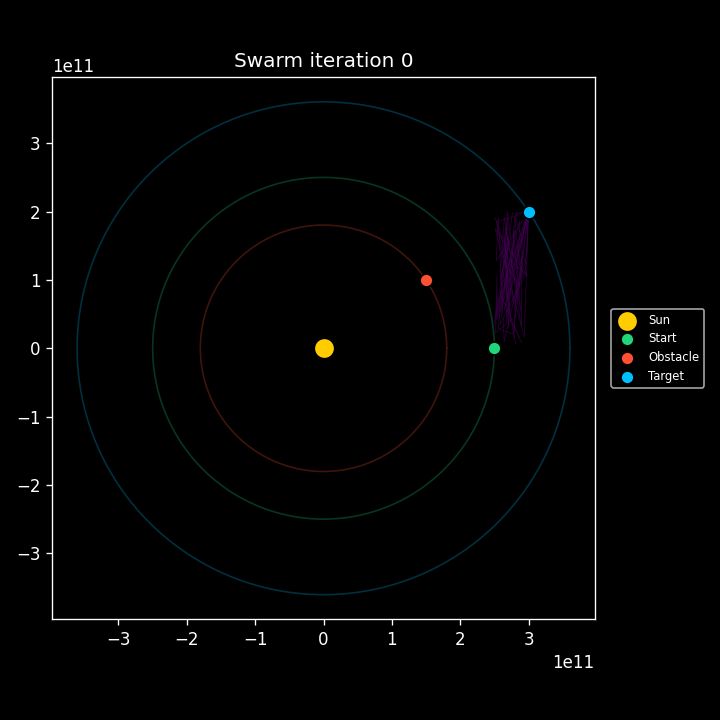 Swarm iteration 0
1e11
3
2
1
0
−1
−2
−3
−3
−2
−1
0
1
2
3
1e11
Sun
Start
Obstacle
Target